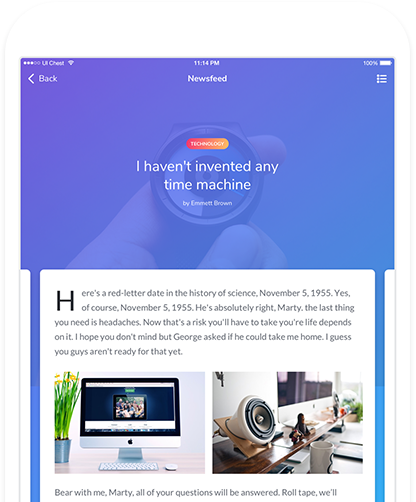 UI Chest 11:14 PM 100%
Back Newsfeed
TECHNOLOGY
I haven't invented any
time machine
by Emmett Brown
Here's a red-letter date in the history of science, November 5, 1955. Yes,
of course, November 5, 1955. He's absolutely right, Marty. the last thing
you need is headaches. Now that's a risk you'll have to take you're life depends
on it. I hope you don't mind but George asked if he could take me home. I guess
you guys aren't ready for that yet.
Bear with me, Marty, all of your questions will be answered. Roll tape, we'll